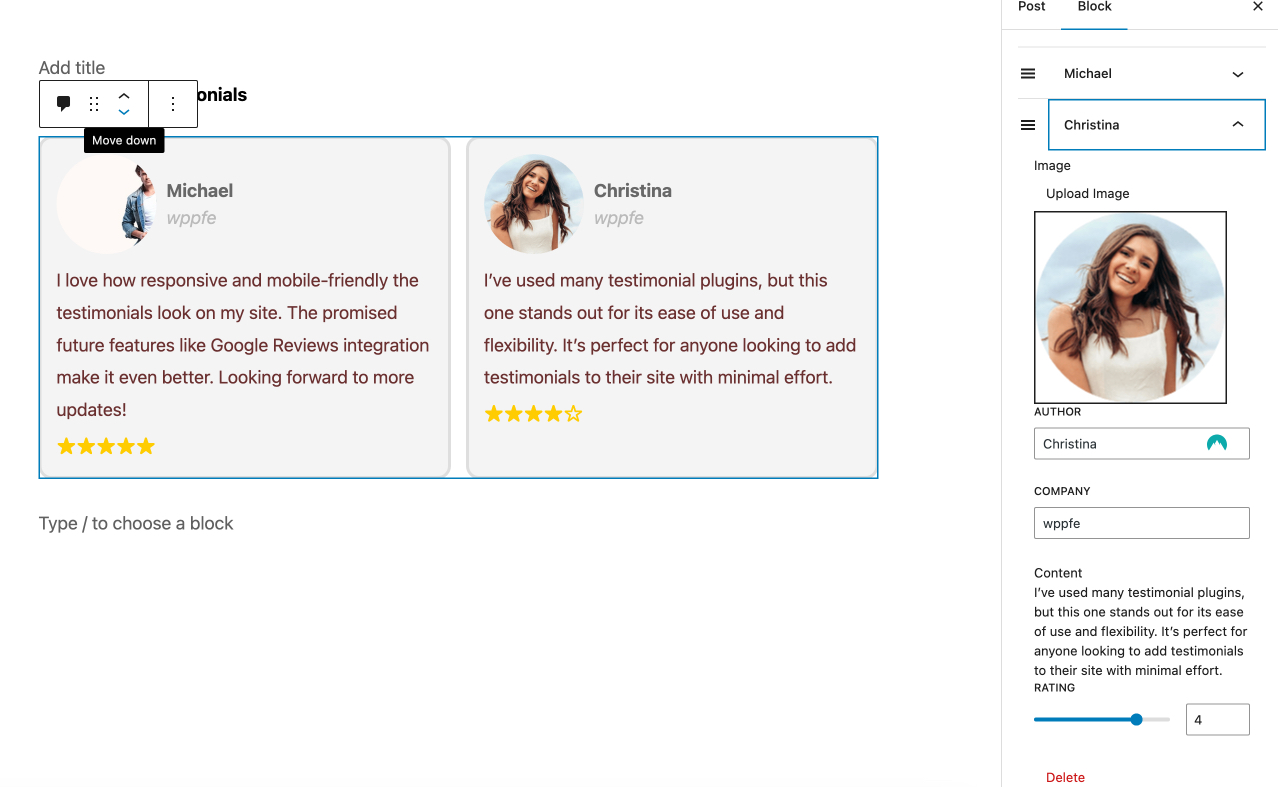 Post Block
Add title
onials
Move down
Michael
wppfe
I love how responsive and mobile-friendly the
testimonials look on my site. The promised
future features like Google Reviews integration
make it even better. Looking forward to more
updates!
Christina
wppfe
I’ve used many testimonial plugins, but this
one stands out for its ease of use and
flexibility. It’s perfect for anyone looking to add
testimonials to their site with minimal effort.
Type / to choose a block
Michael
Christina
Image
Upload Image
AUTHOR
Christina
COMPANY
wppfe
Content
I’ve used many testimonial plugins,
but this one stands out for its ease
of use and flexibility. It’s perfect for
anyone looking to add testimonials
to their site with minimal effort.
RATING
4
Delete